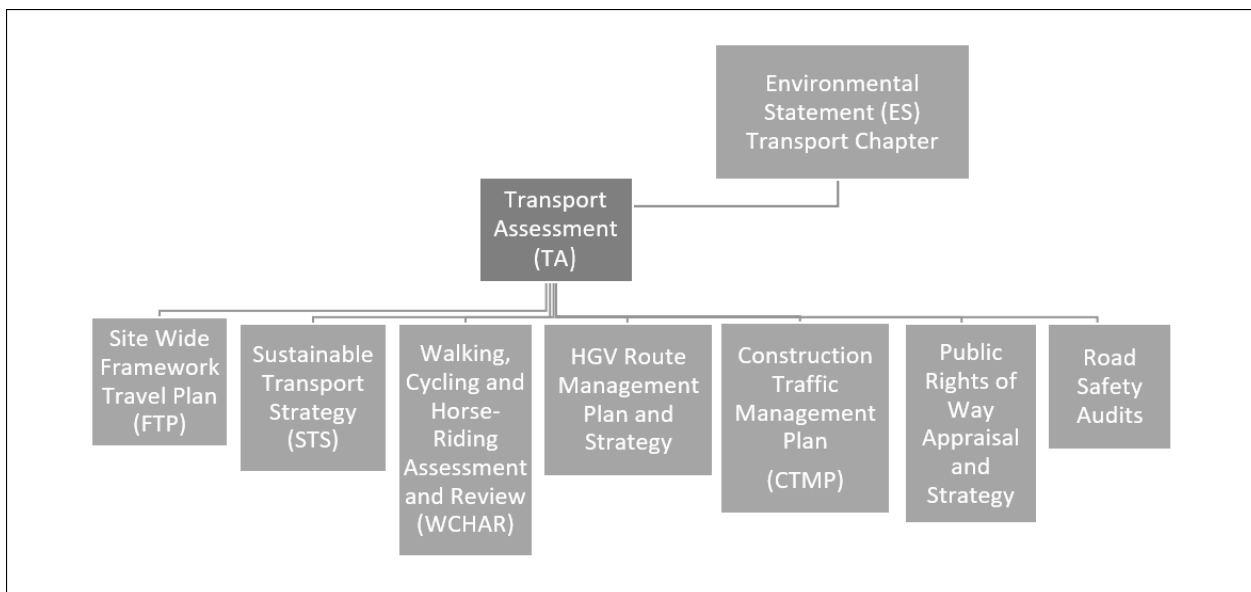 Environmental
Statement (ES)
Transport Chapter
Transport
Assessment
(TA)
Site Wide
Framework
Travel Plan
(FTP)
Sustainable
Transport
Strategy
(STS)
Walking,
Cycling and
Horse-
Riding
Assessment
and Review
(WCHAR)
HGV Route
Management
Plan and
Strategy
Construction
Traffic
Management
Plan
(CTMP)
Public
Rights of
Way
Appraisal
and
Strategy
Road
Safety
Audits